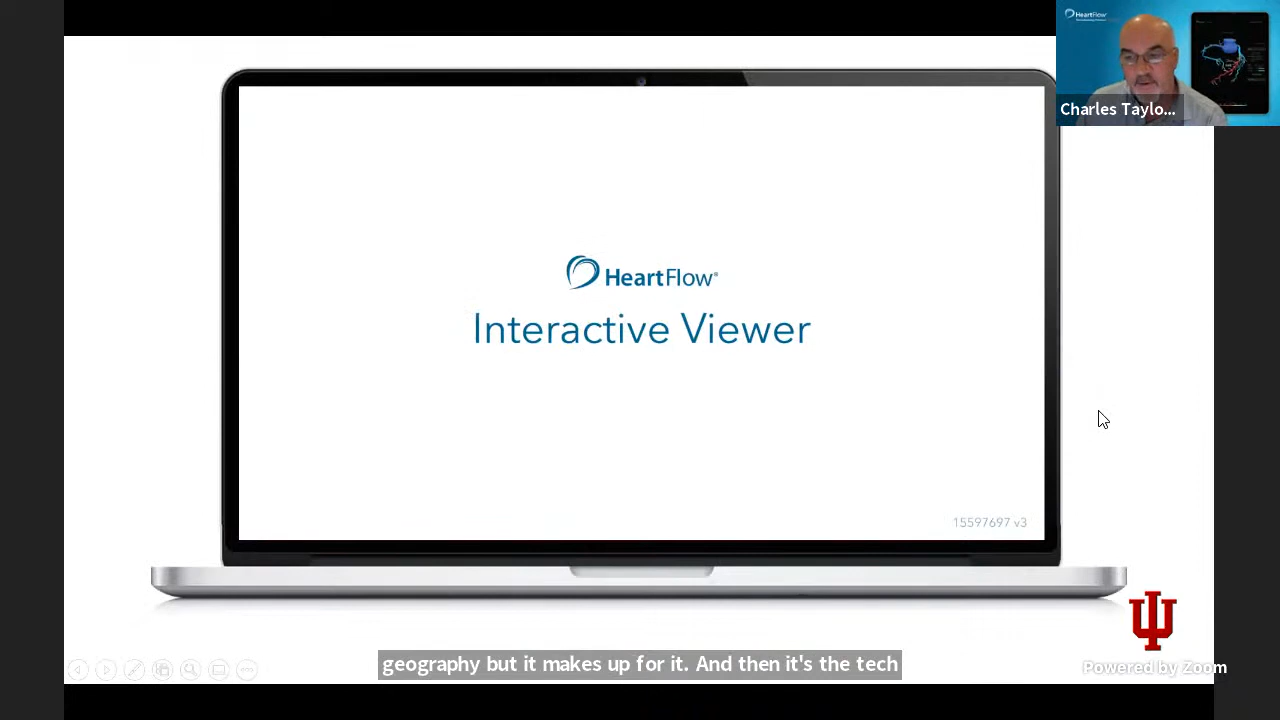 HeartFlow
Charles Taylo...
HeartFlow®
Interactive Viewer
15597697 v3
geography but it makes up for it. And then it's the tech
Powered by Zoom